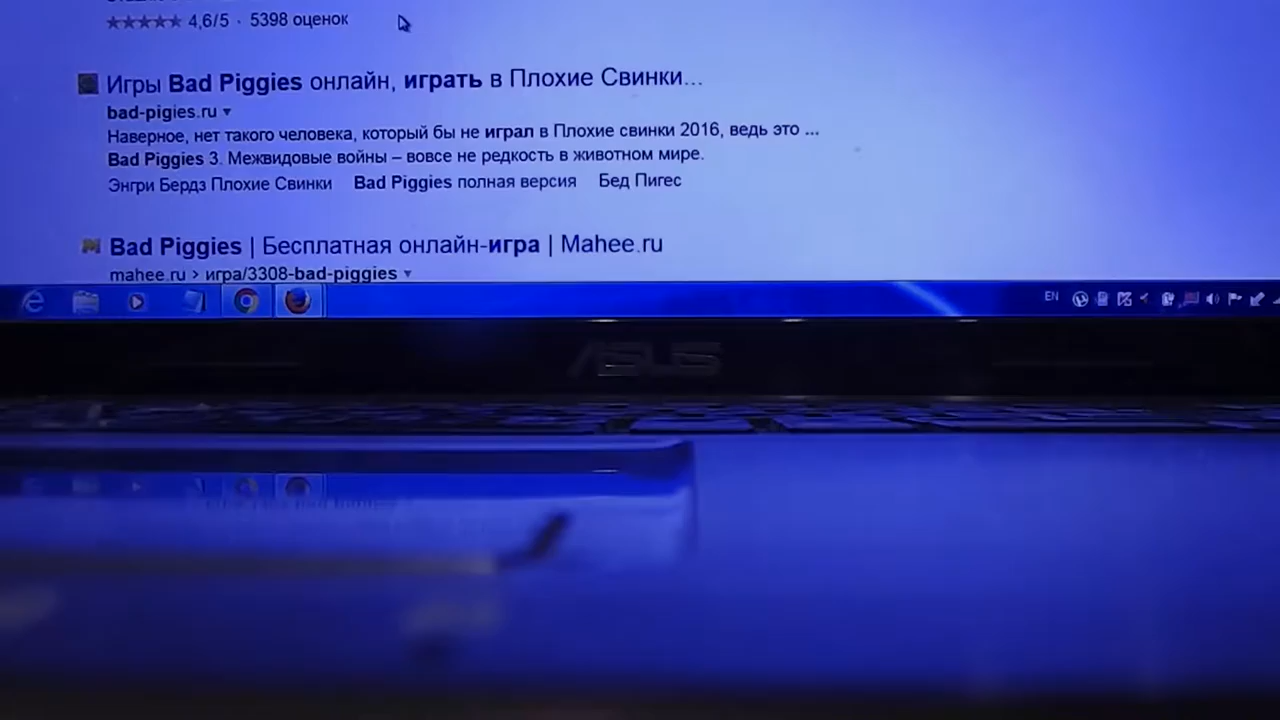 4,6/5 · 5398 оценок
Игры Bad Piggies онлайн, играть в Плохие Свинки...
bad-pigies.ru
Наверное, нет такого человека, который бы не играл в Плохие свинки 2016, ведь это ...
Bad Piggies 3. Межвидовые войны – вовсе не редкость в животном мире.
Энгри Бердз Плохие Свинки Bad Piggies полная версия Бед Пигес
Bad Piggies | Бесплатная онлайн-игра | Mahee.ru
mahee.ru › игра/3308-bad-piggies
EN
ASUS